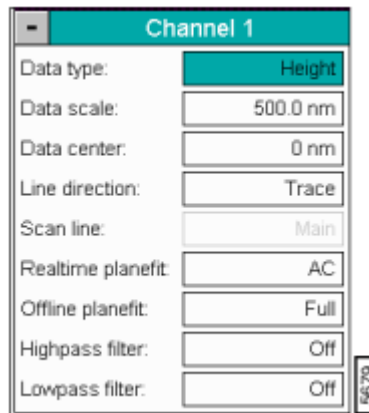 - Channel 1
Data type: Height
Data scale: 500.0 nm
Data center: 0 nm
Line direction: Trace
Scan line: Main
Realtime planefit: AC
Offline planefit: Full
Highpass filter: Off
Lowpass filter: Off
5679